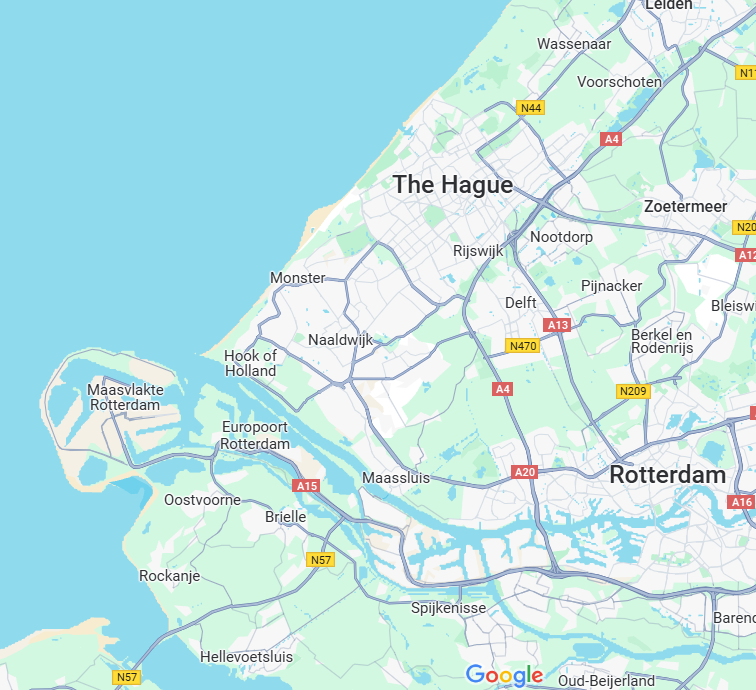 Leiden
Wassenaar
N11
Voorschoten
N44
A4
The Hague
Zoetermeer
N20
Nootdorp
Rijswijk
A12
Monster
Pijnacker
Delft
Bleiswi
A13
Naaldwijk
Berkel en
Rodenrijs
N470
Hook of
Holland
Maasvlakte
Rotterdam
A4
N209
Europoort
Rotterdam
A20
Rotterdam
Maassluis
A15
Oostvoorne
A16
Brielle
N57
Rockanje
Spijkenisse
Barend
Hellevoetsluis
N57
Google
Oud-Beijerland